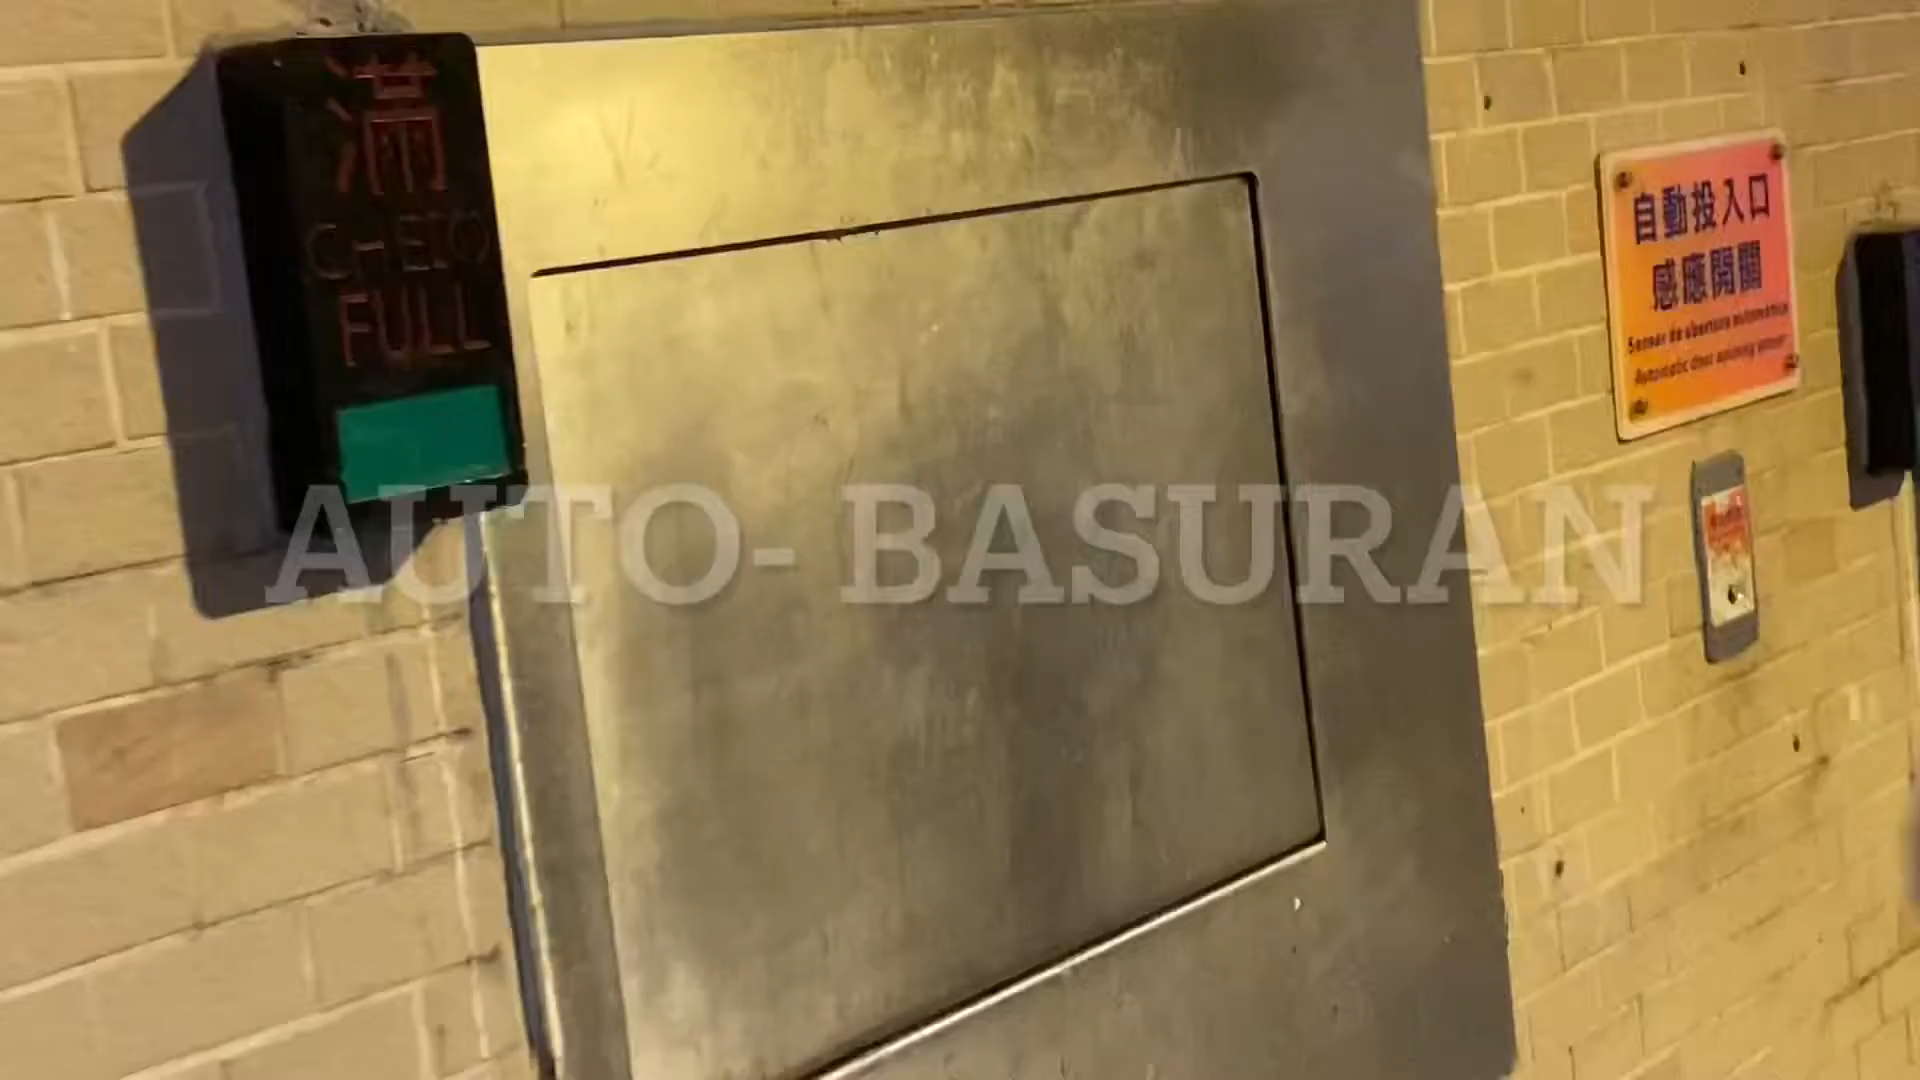 滿
CHEIO
FULL
自動投入口
感應開關
Sensor de abertura automática
Automatic door opening sensor
AUTO- BASURAN